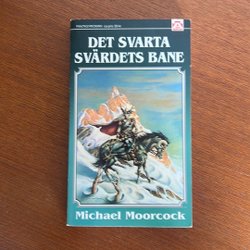 DET SVARTA
SVÄRDETS BANE
Michael Moorcock